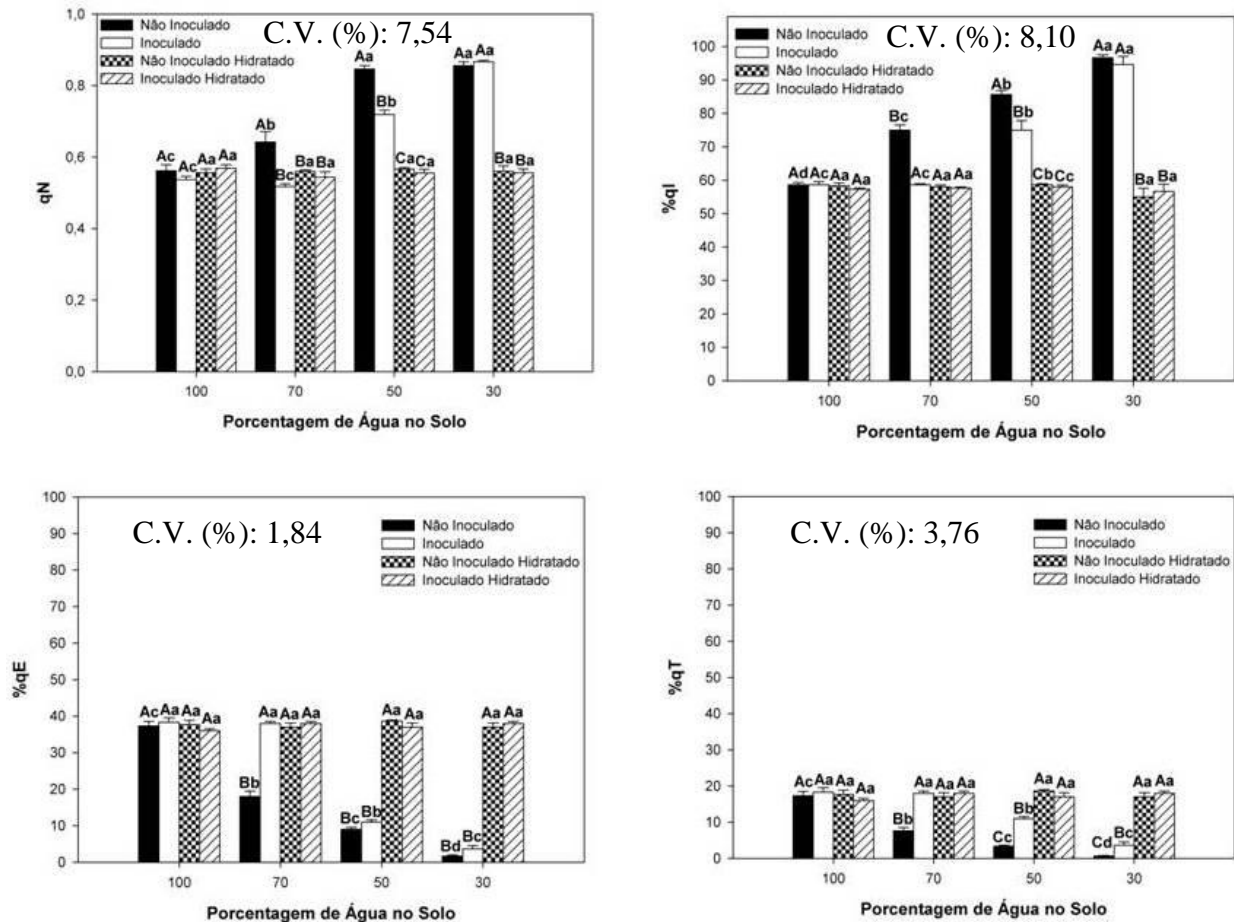 C.V. (%): 7,54
Não Inoculado
Inoculado
Não Inoculado Hidratado
Inoculado Hidratado
1,0
0,8
0,6
0,4
0,2
0,0
qN
Ac Ac Aa Aa
Ab Bc Ba Ba
Aa Bb Ca Ca
Aa Aa Ba Ba
100 70 50 30
Porcentagem de Água no Solo
C.V. (%): 8,10
Não Inoculado
Inoculado
Não Inoculado Hidratado
Inoculado Hidratado
100
90
80
70
60
50
40
30
20
10
0
%qI
Ad Ac Aa Aa
Bc Ac Aa Aa
Ab Bb Cb Cc
Aa Aa Ba Ba
100 70 50 30
Porcentagem de Água no Solo
C.V. (%): 1,84
Não Inoculado
Inoculado
Não Inoculado Hidratado
Inoculado Hidratado
100
90
80
70
60
50
40
30
20
10
0
%qE
Ac Aa Aa Aa
Bb Aa Aa Aa
Bc Bb Aa Aa
Bd Bc Aa Aa
100 70 50 30
Porcentagem de Água no Solo
C.V. (%): 3,76
Não Inoculado
Inoculado
Não Inoculado Hidratado
Inoculado Hidratado
100
90
80
70
60
50
40
30
20
10
0
%qT
Ac Aa Aa Aa
Bb Aa Aa Aa
Cc Bb Aa Aa
Cd Bc Aa Aa
100 70 50 30
Porcentagem de Água no Solo